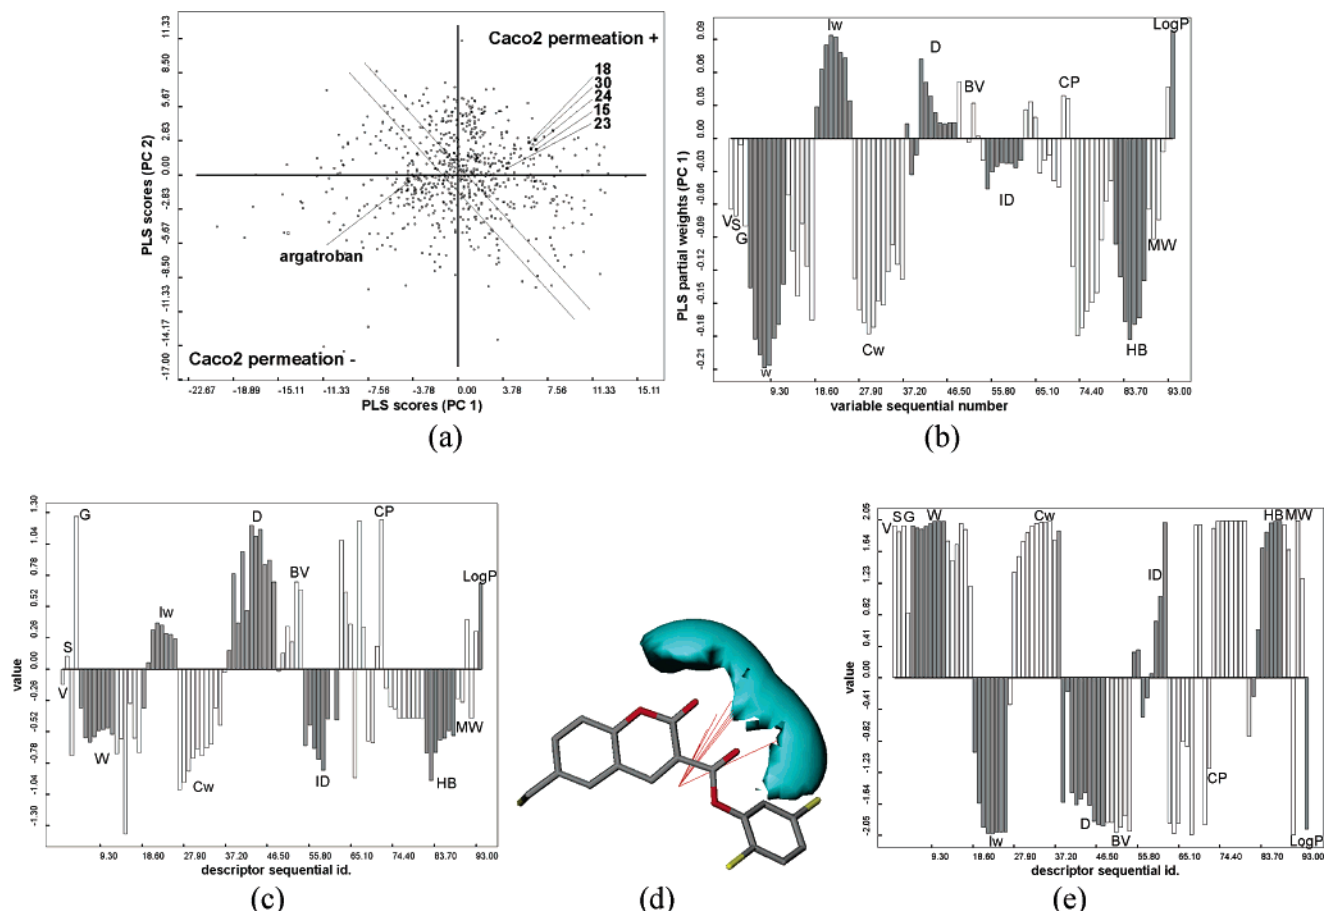 Caco2 permeation +
18
30
24
15
23
argatroban
Caco2 permeation -
PLS scores (PC 2)
11.33
8.50
5.67
2.83
0.00
-2.83
-5.67
-8.50
-11.33
-14.17
-17.00
-22.67 -18.89 -15.11 -11.33 -7.56 -3.78 0.00 3.78 7.56 11.33 15.11
PLS scores (PC 1)
(a)
PLS partial weights (PC 1)
0.09
0.06
0.03
0.00
-0.03
-0.06
-0.09
-0.12
-0.15
-0.18
-0.21
Iw
D
BV
CP
LogP
V
S
G
ID
MW
Cw
HB
W
9.30 18.60 27.90 37.20 46.50 55.80 65.10 74.40 83.70 93.00
variable sequential number
(b)
value
1.30
1.04
0.78
0.52
0.26
0.00
-0.26
-0.52
-0.78
-1.04
-1.30
G
D
CP
BV
LogP
Iw
S
V
W
MW
ID
Cw
HB
9.30 18.60 27.90 37.20 46.50 55.80 65.10 74.40 83.70 93.00
descriptor sequential id.
(c)
(d)
value
2.05
1.64
1.23
0.82
0.41
0.00
-0.41
-0.82
-1.23
-1.64
-2.05
V
S
G
W
Cw
HB
MW
ID
CP
D
Iw
BV
LogP
9.30 18.60 27.90 37.20 46.50 55.80 65.10 74.40 83.70 93.00
descriptor sequential id.
(e)